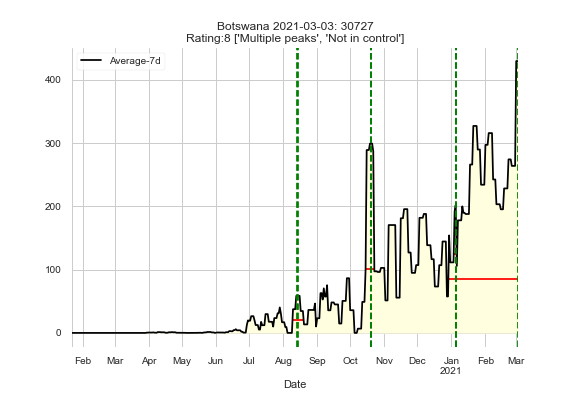 Botswana 2021-03-03: 30727
Rating:8 ['Multiple peaks', 'Not in control']
Average-7d
400
300
200
100
0
Feb Mar Apr May Jun Jul Aug Sep Oct Nov Dec Jan Feb Mar
2021
Date